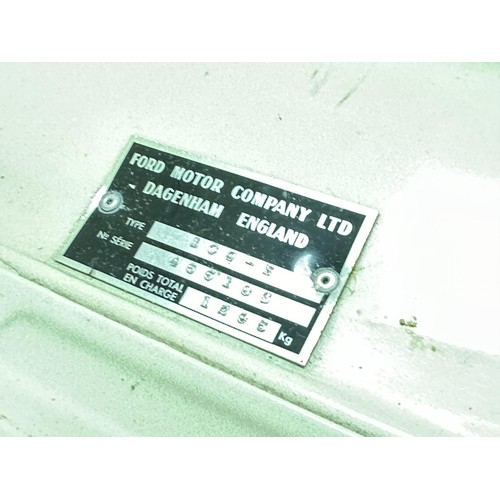 FORD MOTOR COMPANY LTD
- DAGENHAM ENGLAND
TYPE
Nº SÉRIE
POIDS TOTAL
EN CHARGE Kg